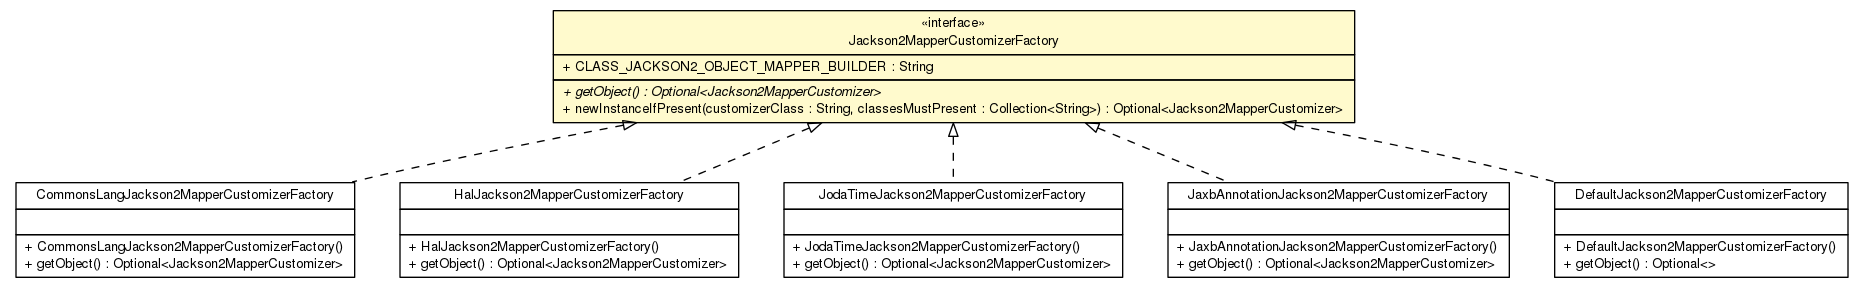 «interface»
Jackson2MapperCustomizerFactory
+ CLASS_JACKSON2_OBJECT_MAPPER_BUILDER : String
+ getObject() : Optional<Jackson2MapperCustomizer>
+ newInstanceIfPresent(customizerClass : String, classesMustPresent : Collection<String>) : Optional<Jackson2MapperCustomizer>
CommonsLangJackson2MapperCustomizerFactory
+ CommonsLangJackson2MapperCustomizerFactory()
+ getObject() : Optional<Jackson2MapperCustomizer>
HalJackson2MapperCustomizerFactory
+ HalJackson2MapperCustomizerFactory()
+ getObject() : Optional<Jackson2MapperCustomizer>
JodaTimeJackson2MapperCustomizerFactory
+ JodaTimeJackson2MapperCustomizerFactory()
+ getObject() : Optional<Jackson2MapperCustomizer>
JaxbAnnotationJackson2MapperCustomizerFactory
+ JaxbAnnotationJackson2MapperCustomizerFactory()
+ getObject() : Optional<Jackson2MapperCustomizer>
DefaultJackson2MapperCustomizerFactory
+ DefaultJackson2MapperCustomizerFactory()
+ getObject() : Optional<>